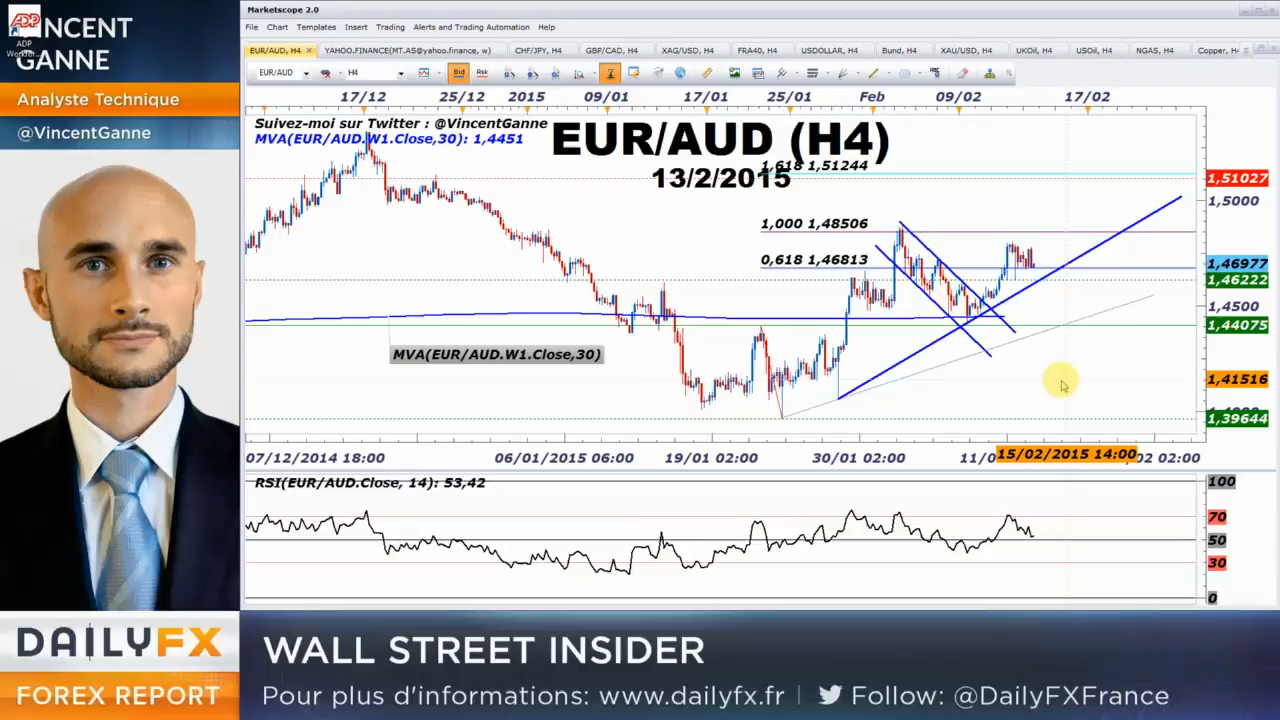 ADP
Wonder...
VINCENT
GANNE
Analyste Technique
@VincentGanne
Marketscope 2.0
File Chart Templates Insert Trading Alerts and Trading Automation Help
EUR/AUD, H4 YAHOO.FINANCE(MT.AS@yahoo.finance, w) CHF/JPY, H4 GBP/CAD, H4 XAG/USD, H4 FRA40, H4 USDOLLAR, H4 Bund, H4 XAU/USD, H4 UKOil, H4 USOil, H4 NGAS, H4 Copper, H4
EUR/AUD H4 Bid Rsk
17/12 25/12 2015 09/01 17/01 25/01 Feb 09/02 17/02
Suivez-moi sur Twitter : @VincentGanne
MVA(EUR/AUD.W1.Close,30): 1,4451
EUR/AUD (H4)
13/2/2015
1,618 1,51244
1,51027
1,5000
1,000 1,48506
0,618 1,46813
1,46977
1,46222
1,4500
1,44075
MVA(EUR/AUD.W1.Close,30)
1,41516
1,39644
07/12/2014 06/01/2015 06:00 19/01 02:00 30/01 02:00 11/0 15/02/2015 14:00 02 02:00
RSI(EUR/AUD.Close, 14): 53,42
100
70
50
30
0
DAILYFX
FOREX REPORT
WALL STREET INSIDER
Pour plus d'informations: www.dailyfx.fr | Follow: @DailyFXFrance